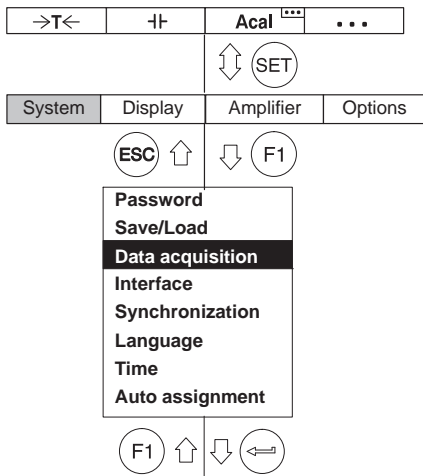 →T← ⊣⊢ Acal ...
SET
System Display Amplifier Options
ESC F1
Password
Save/Load
Data acquisition
Interface
Synchronization
Language
Time
Auto assignment
F1